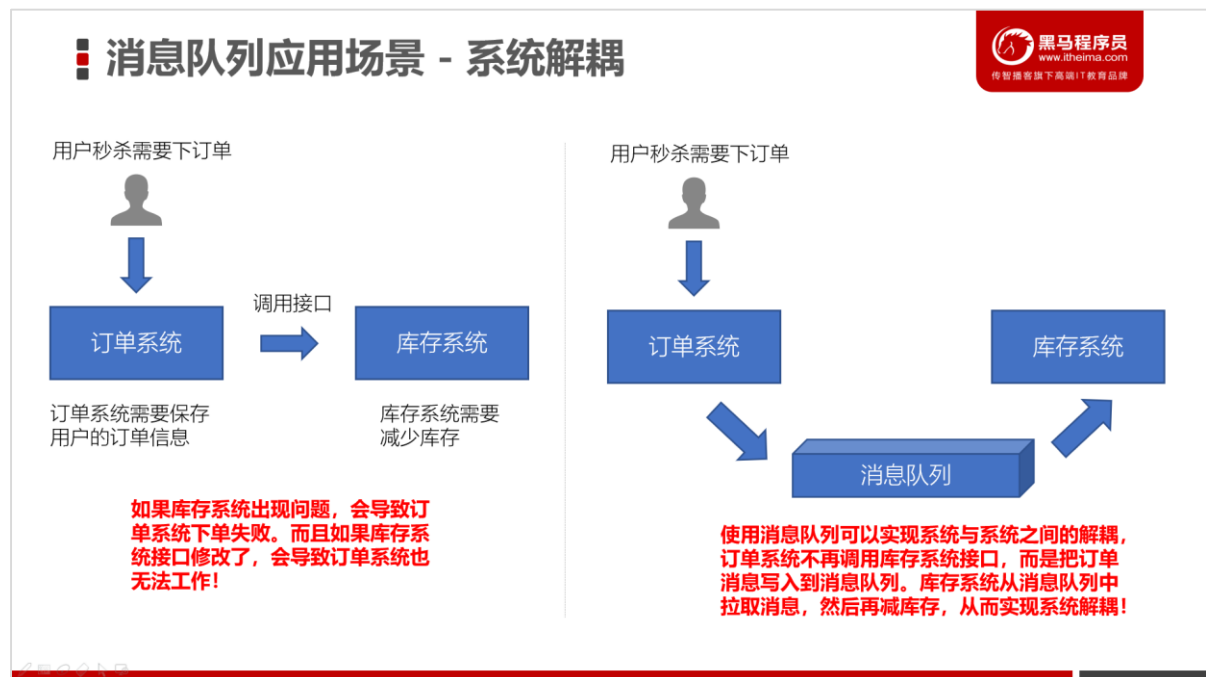 消息队列应用场景 - 系统解耦
黑马程序员
www.itheima.com
传智播客旗下高端IT教育品牌
用户秒杀需要下订单
订单系统
调用接口
库存系统
订单系统需要保存
用户的订单信息
库存系统需要
减少库存
如果库存系统出现问题，会导致订
单系统下单失败。而且如果库存系
统接口修改了，会导致订单系统也
无法工作！
用户秒杀需要下订单
订单系统
库存系统
消息队列
使用消息队列可以实现系统与系统之间的解耦，
订单系统不再调用库存系统接口，而是把订单
消息写入到消息队列。库存系统从消息队列中
拉取消息，然后再减库存，从而实现系统解耦！